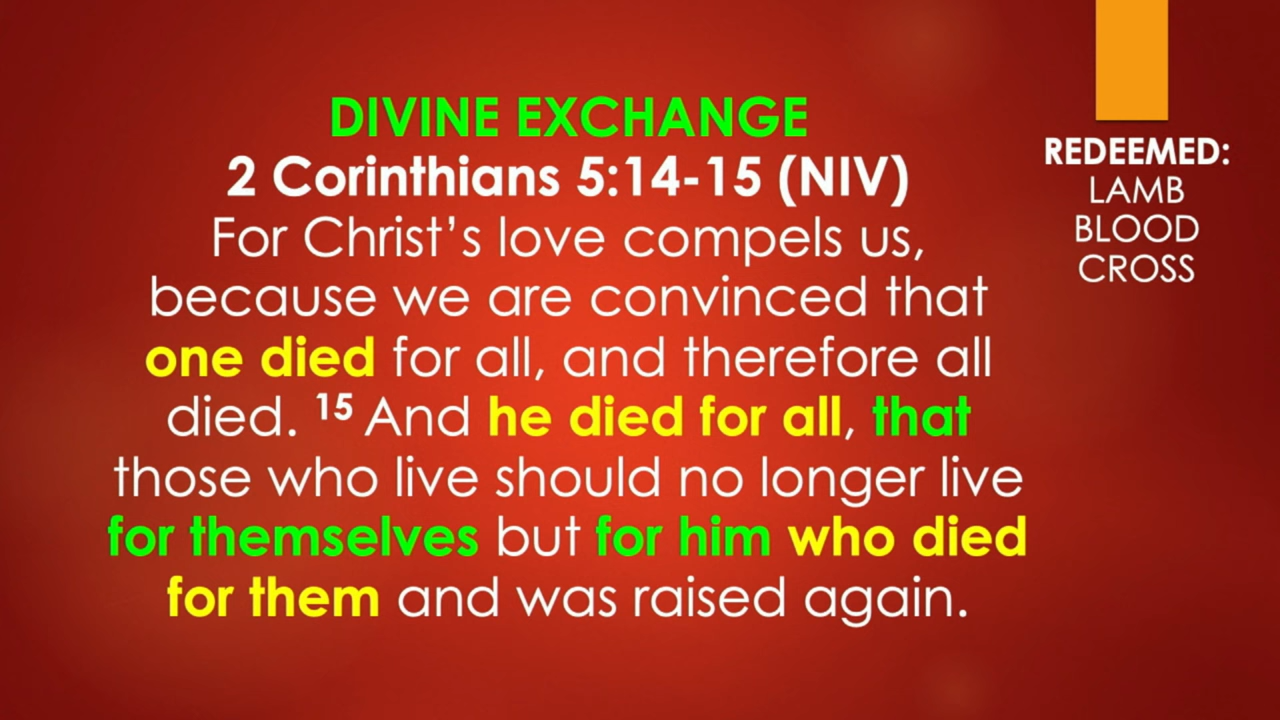 DIVINE EXCHANGE
2 Corinthians 5:14-15 (NIV)
For Christ’s love compels us,
because we are convinced that
one died for all, and therefore all
died. 15 And he died for all, that
those who live should no longer live
for themselves but for him who died
for them and was raised again.
REDEEMED:
LAMB
BLOOD
CROSS